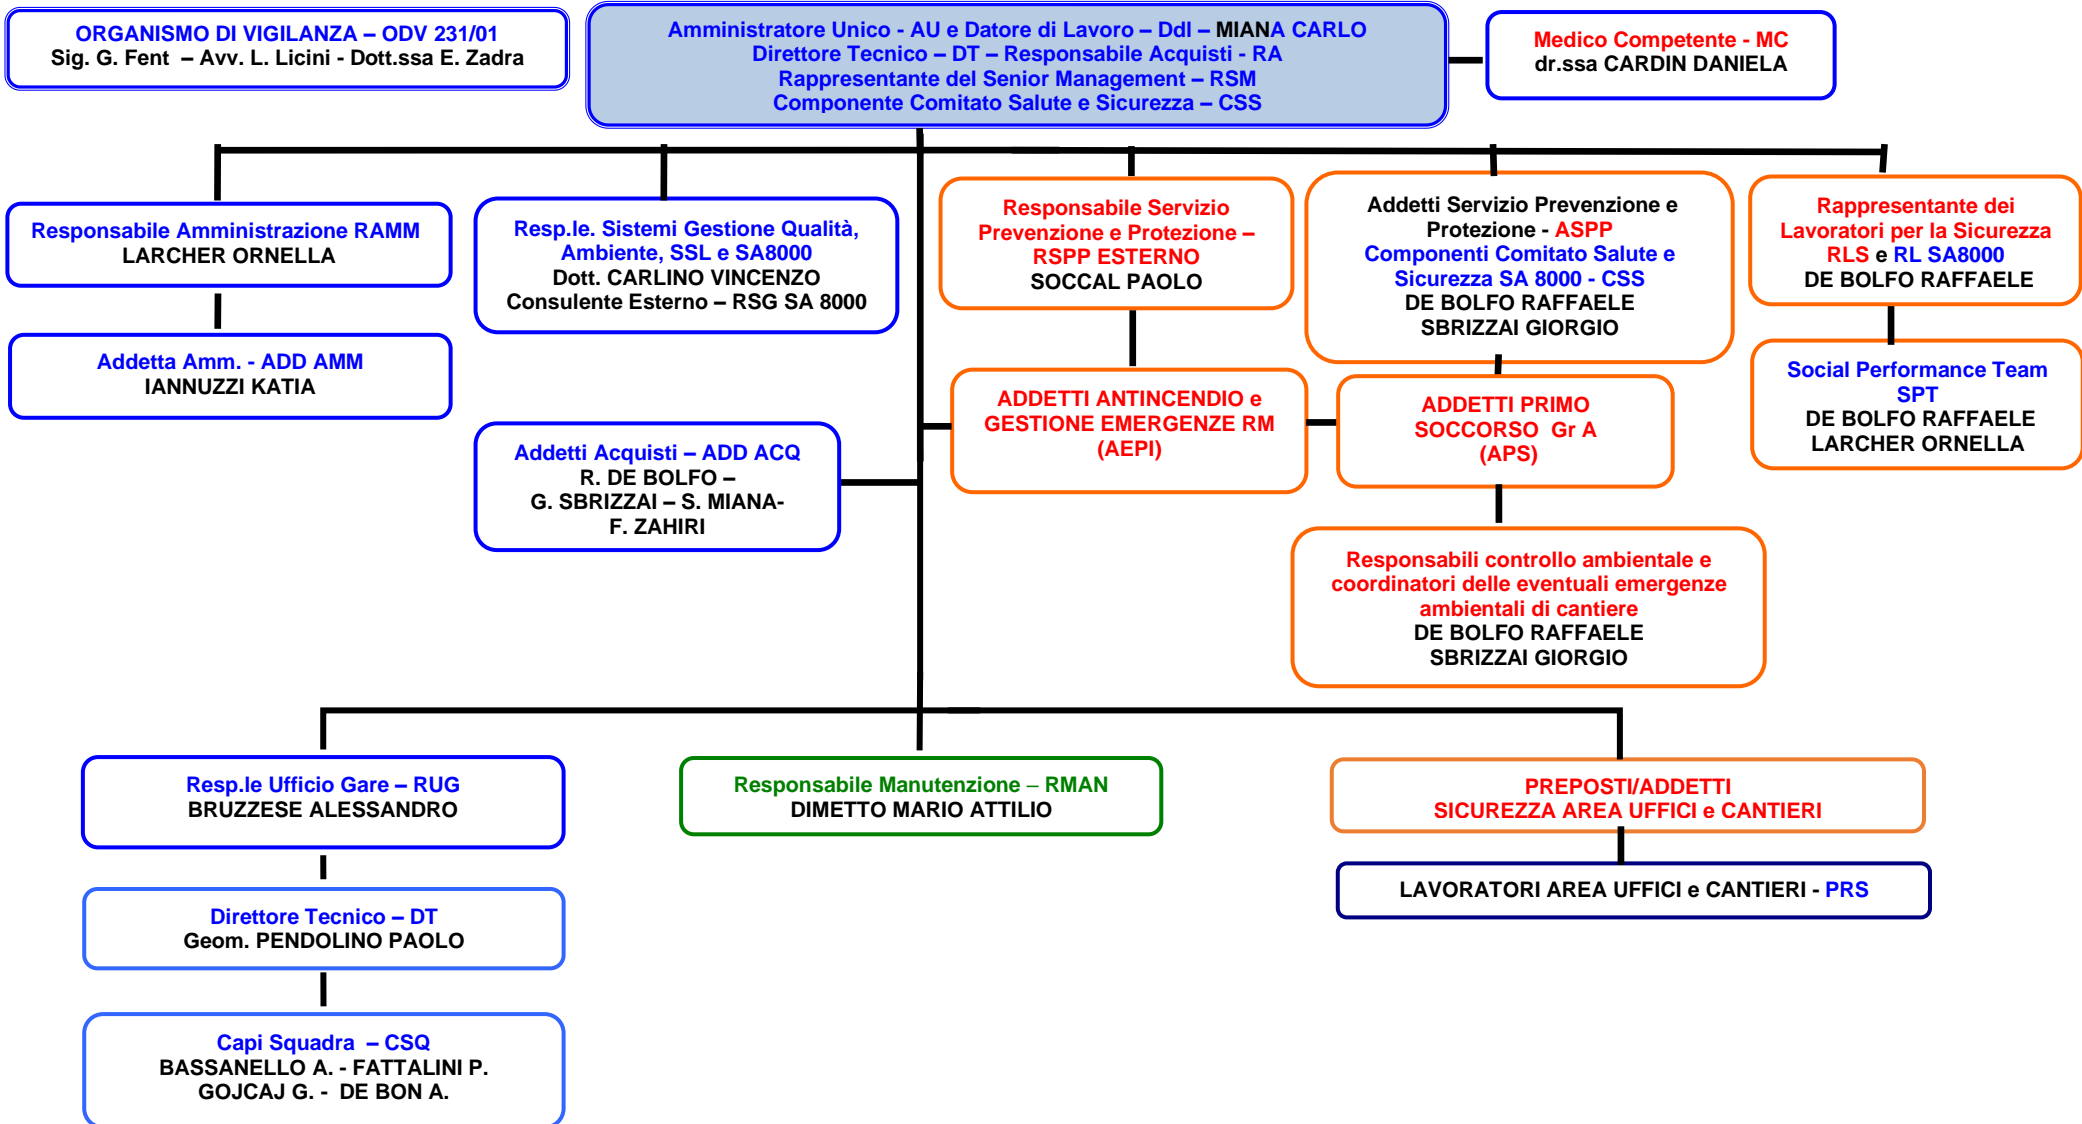 ORGANISMO DI VIGILANZA – ODV 231/01
Sig. G. Fent – Avv. L. Licini - Dott.ssa E. Zadra
Amministratore Unico - AU e Datore di Lavoro – Ddl – MIANA CARLO
Direttore Tecnico – DT – Responsabile Acquisti - RA
Rappresentante del Senior Management – RSM
Componente Comitato Salute e Sicurezza – CSS
Medico Competente - MC
dr.ssa CARDIN DANIELA
Responsabile Amministrazione RAMM
LARCHER ORNELLA
Resp.le. Sistemi Gestione Qualità,
Ambiente, SSL e SA8000
Dott. CARLINO VINCENZO
Consulente Esterno – RSG SA 8000
Responsabile Servizio
Prevenzione e Protezione –
RSPP ESTERNO
SOCCAL PAOLO
Addetti Servizio Prevenzione e
Protezione - ASPP
Componenti Comitato Salute e
Sicurezza SA 8000 - CSS
DE BOLFO RAFFAELE
SBRIZZAI GIORGIO
Rappresentante dei
Lavoratori per la Sicurezza
RLS e RL SA8000
DE BOLFO RAFFAELE
Addetta Amm. - ADD AMM
IANNUZZI KATIA
Addetti Acquisti – ADD ACQ
R. DE BOLFO –
G. SBRIZZAI – S. MIANA-
F. ZAHIRI
ADDETTI ANTINCENDIO e
GESTIONE EMERGENZE RM
(AEPI)
ADDETTI PRIMO
SOCCORSO Gr A
(APS)
Social Performance Team
SPT
DE BOLFO RAFFAELE
LARCHER ORNELLA
Responsabili controllo ambientale e
coordinatori delle eventuali emergenze
ambientali di cantiere
DE BOLFO RAFFAELE
SBRIZZAI GIORGIO
Resp.le Ufficio Gare – RUG
BRUZZESE ALESSANDRO
Responsabile Manutenzione – RMAN
DIMETTO MARIO ATTILIO
PREPOSTI/ADDETTI
SICUREZZA AREA UFFICI e CANTIERI
LAVORATORI AREA UFFICI e CANTIERI - PRS
Direttore Tecnico – DT
Geom. PENDOLINO PAOLO
Capi Squadra – CSQ
BASSANELLO A. - FATTALINI P.
GOJCAJ G. - DE BON A.